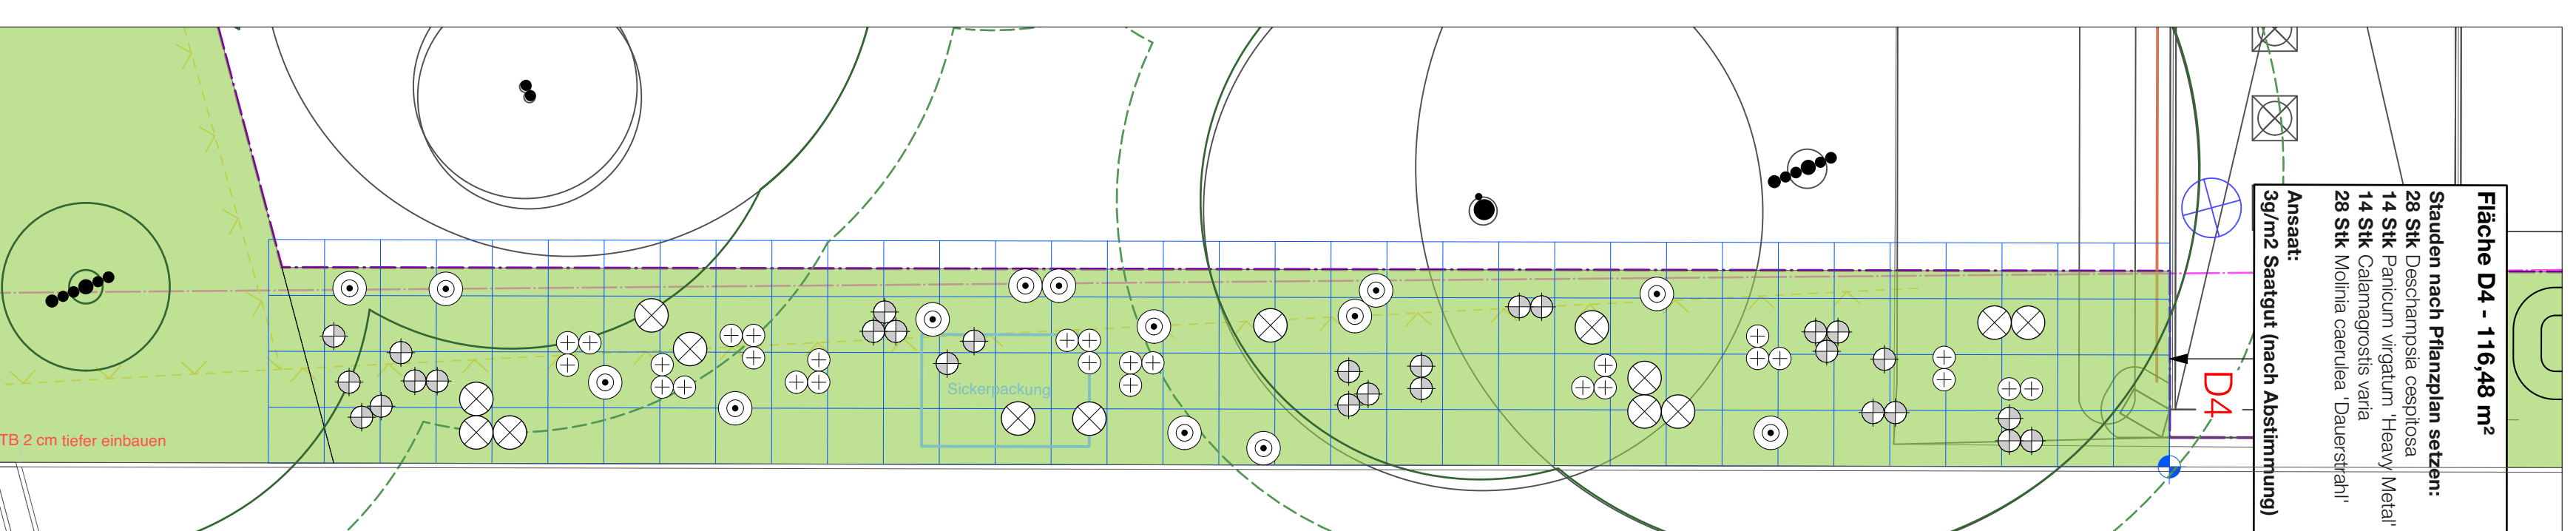 TB 2 cm tiefer einbauen
Sickerpackung
D4
Fläche D4 - 116,48 m²
Stauden nach Pflanzplan setzen:
28 Stk Deschampsia cespitosa
14 Stk Panicum virgatum 'Heavy Metal'
14 Stk Calamagrostis varia
28 Stk Molinia caerulea 'Dauerstrahl'
Ansaat:
3g/m2 Saatgut (nach Abstimmung)